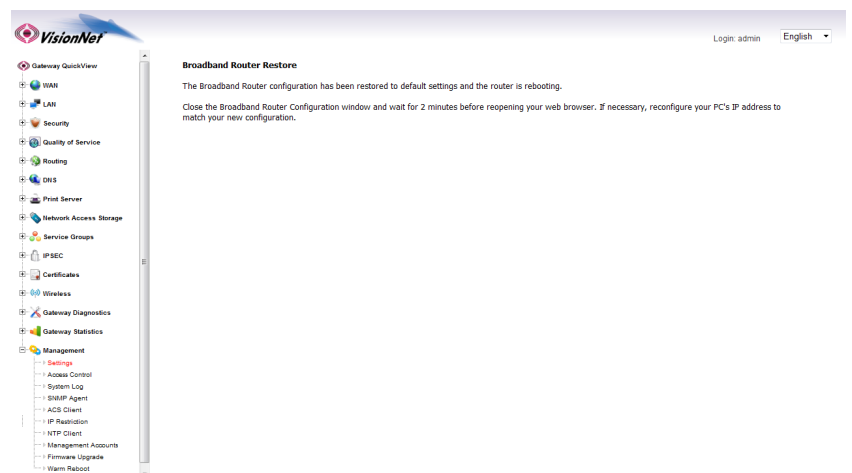 VisionNet
Login: admin
English
Gateway QuickView
WAN
LAN
Security
Quality of Service
Routing
DNS
Print Server
Network Access Storage
Service Groups
IPSEC
Certificates
Wireless
Gateway Diagnostics
Gateway Statistics
Management
Settings
Access Control
System Log
SNMP Agent
ACS Client
IP Restriction
NTP Client
Management Accounts
Firmware Upgrade
Warm Reboot
Broadband Router Restore
The Broadband Router configuration has been restored to default settings and the router is rebooting.
Close the Broadband Router Configuration window and wait for 2 minutes before reopening your web browser. If necessary, reconfigure your PC's IP address to
match your new configuration.